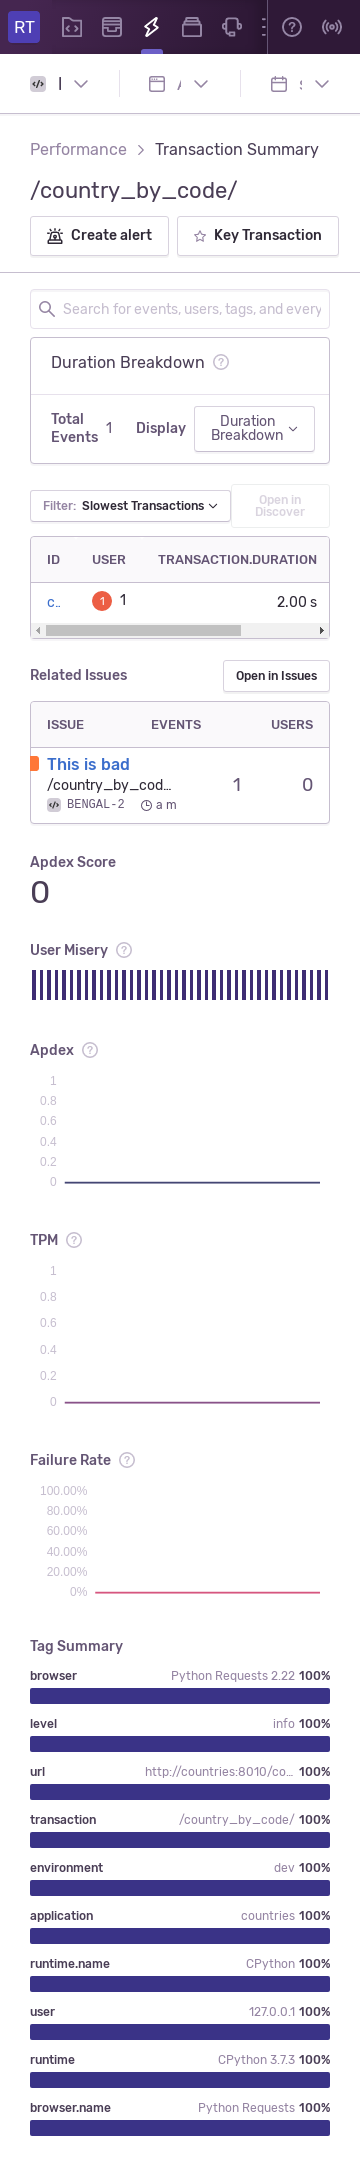 RT
Performance > Transaction Summary
/country_by_code/
Create alert
Key Transaction
Search for events, users, tags, and every
Duration Breakdown
Total Events 1 Display Duration Breakdown
Filter: Slowest Transactions
Open in Discover
ID USER TRANSACTION.DURATION
c.. 1 1 2.00 s
Related Issues
Open in Issues
ISSUE EVENTS USERS
This is bad
/country_by_cod... 1 0
BENGAL-2 a m
Apdex Score
0
User Misery
Apdex
1
0.8
0.6
0.4
0.2
0
TPM
1
0.8
0.6
0.4
0.2
0
Failure Rate
100.00%
80.00%
60.00%
40.00%
20.00%
0%
Tag Summary
browser Python Requests 2.22 100%
level info 100%
url http://countries:8010/co... 100%
transaction /country_by_code/ 100%
environment dev 100%
application countries 100%
runtime.name CPython 100%
user 127.0.0.1 100%
runtime CPython 3.7.3 100%
browser.name Python Requests 100%